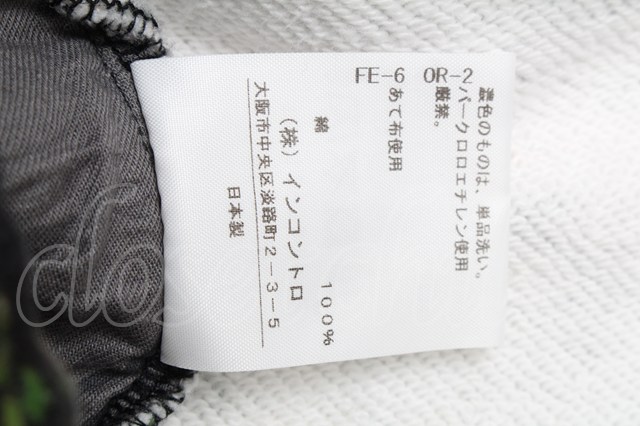 FE-6 OR-2
濃色のものは、単品洗い。
パークロロエチレン使用
厳禁。
あて布使用
綿 100%
(株)インコントロ
大阪市中央区淡路町2-3-5
日本製